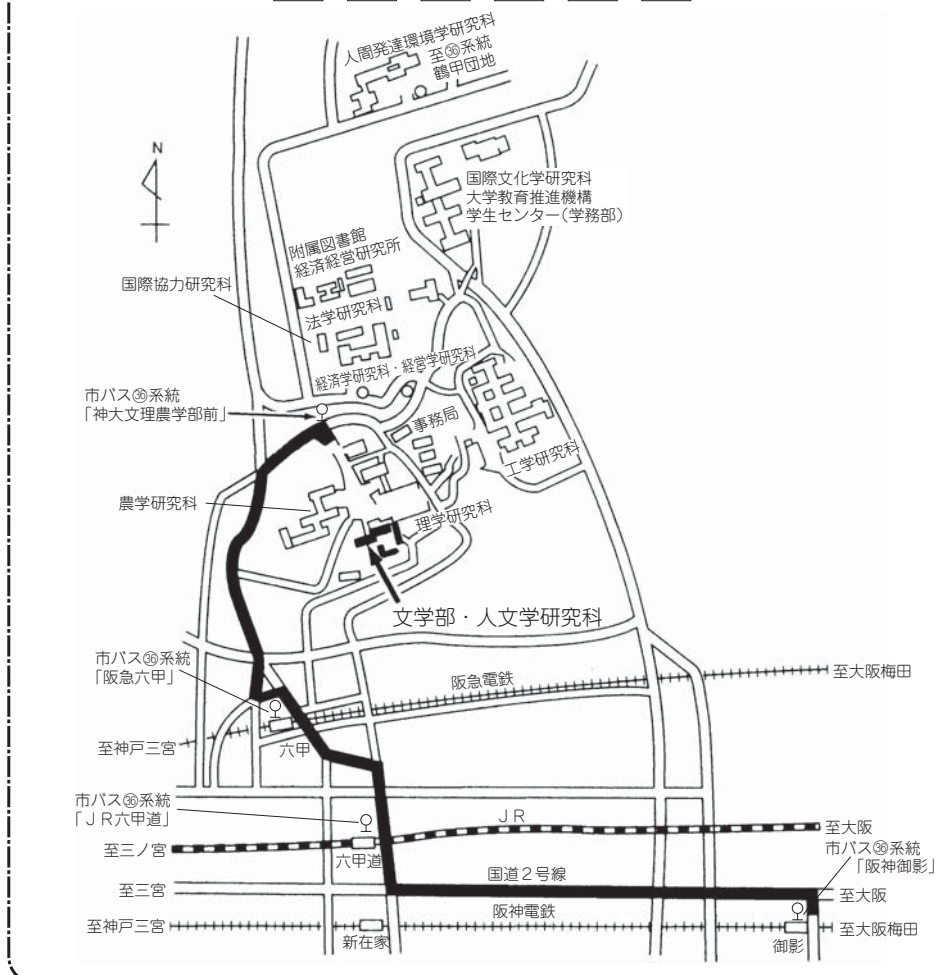 人間発達環境学研究科
至㊱系統
鶴甲団地
N
国際文化学研究科
大学教育推進機構
学生センター(学務部)
附属図書館
経済経営研究所
国際協力研究科
法学研究科
経済学研究科・経営学研究科
市バス㊱系統
「神大文理農学部前」
事務局
工学研究科
農学研究科
理学研究科
文学部・人文学研究科
市バス㊱系統
「阪急六甲」
阪急電鉄
至大阪梅田
至神戸三宮
六甲
市バス㊱系統
「JR六甲道」
JR
至大阪
至三ノ宮
六甲道
市バス㊱系統
「阪神御影」
国道2号線
至三宮
至大阪
阪神電鉄
至神戸三宮
至大阪梅田
新在家
御影